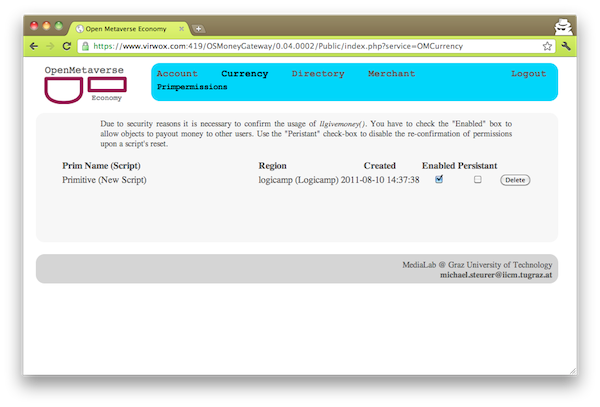 Open Metaverse Economy
https://www.virwox.com:419/OSMoneyGateway/0.04.0002/Public/index.php?service=OMCurrency
OpenMetaverse
Economy
Account Currency Directory Merchant Logout
Primpermissions
Due to security reasons it is necessary to confirm the usage of llgivemoney(). You have to check the "Enabled" box to
allow objects to payout money to other users. Use the "Peristant" check-box to disable the re-confirmation of permissions
upon a script's reset.
Prim Name (Script) Region Created Enabled Persistant
Primitive (New Script) logicamp (Logicamp) 2011-08-10 14:37:38 Delete
MediaLab @ Graz University of Technology
michael.steurer@iicm.tugraz.at